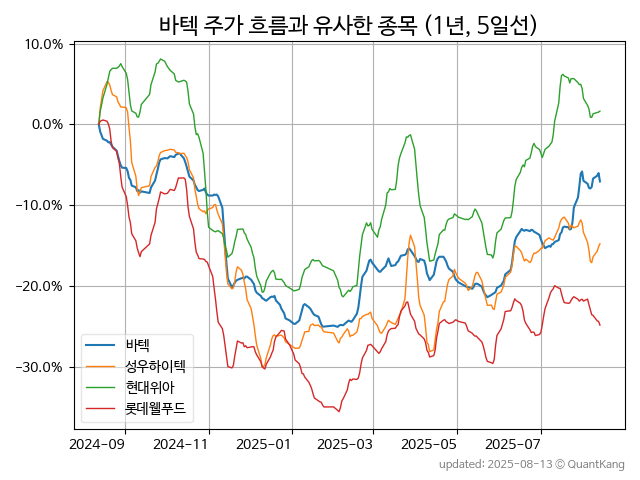 바텍 주가 흐름과 유사한 종목 (1년, 5일선)
10.0%
0.0%
−10.0%
−20.0%
−30.0%
바텍
성우하이텍
현대위아
롯데웰푸드
2024-09 2024-11 2025-01 2025-03 2025-05 2025-07
updated: 2025-08-13 © QuantKang